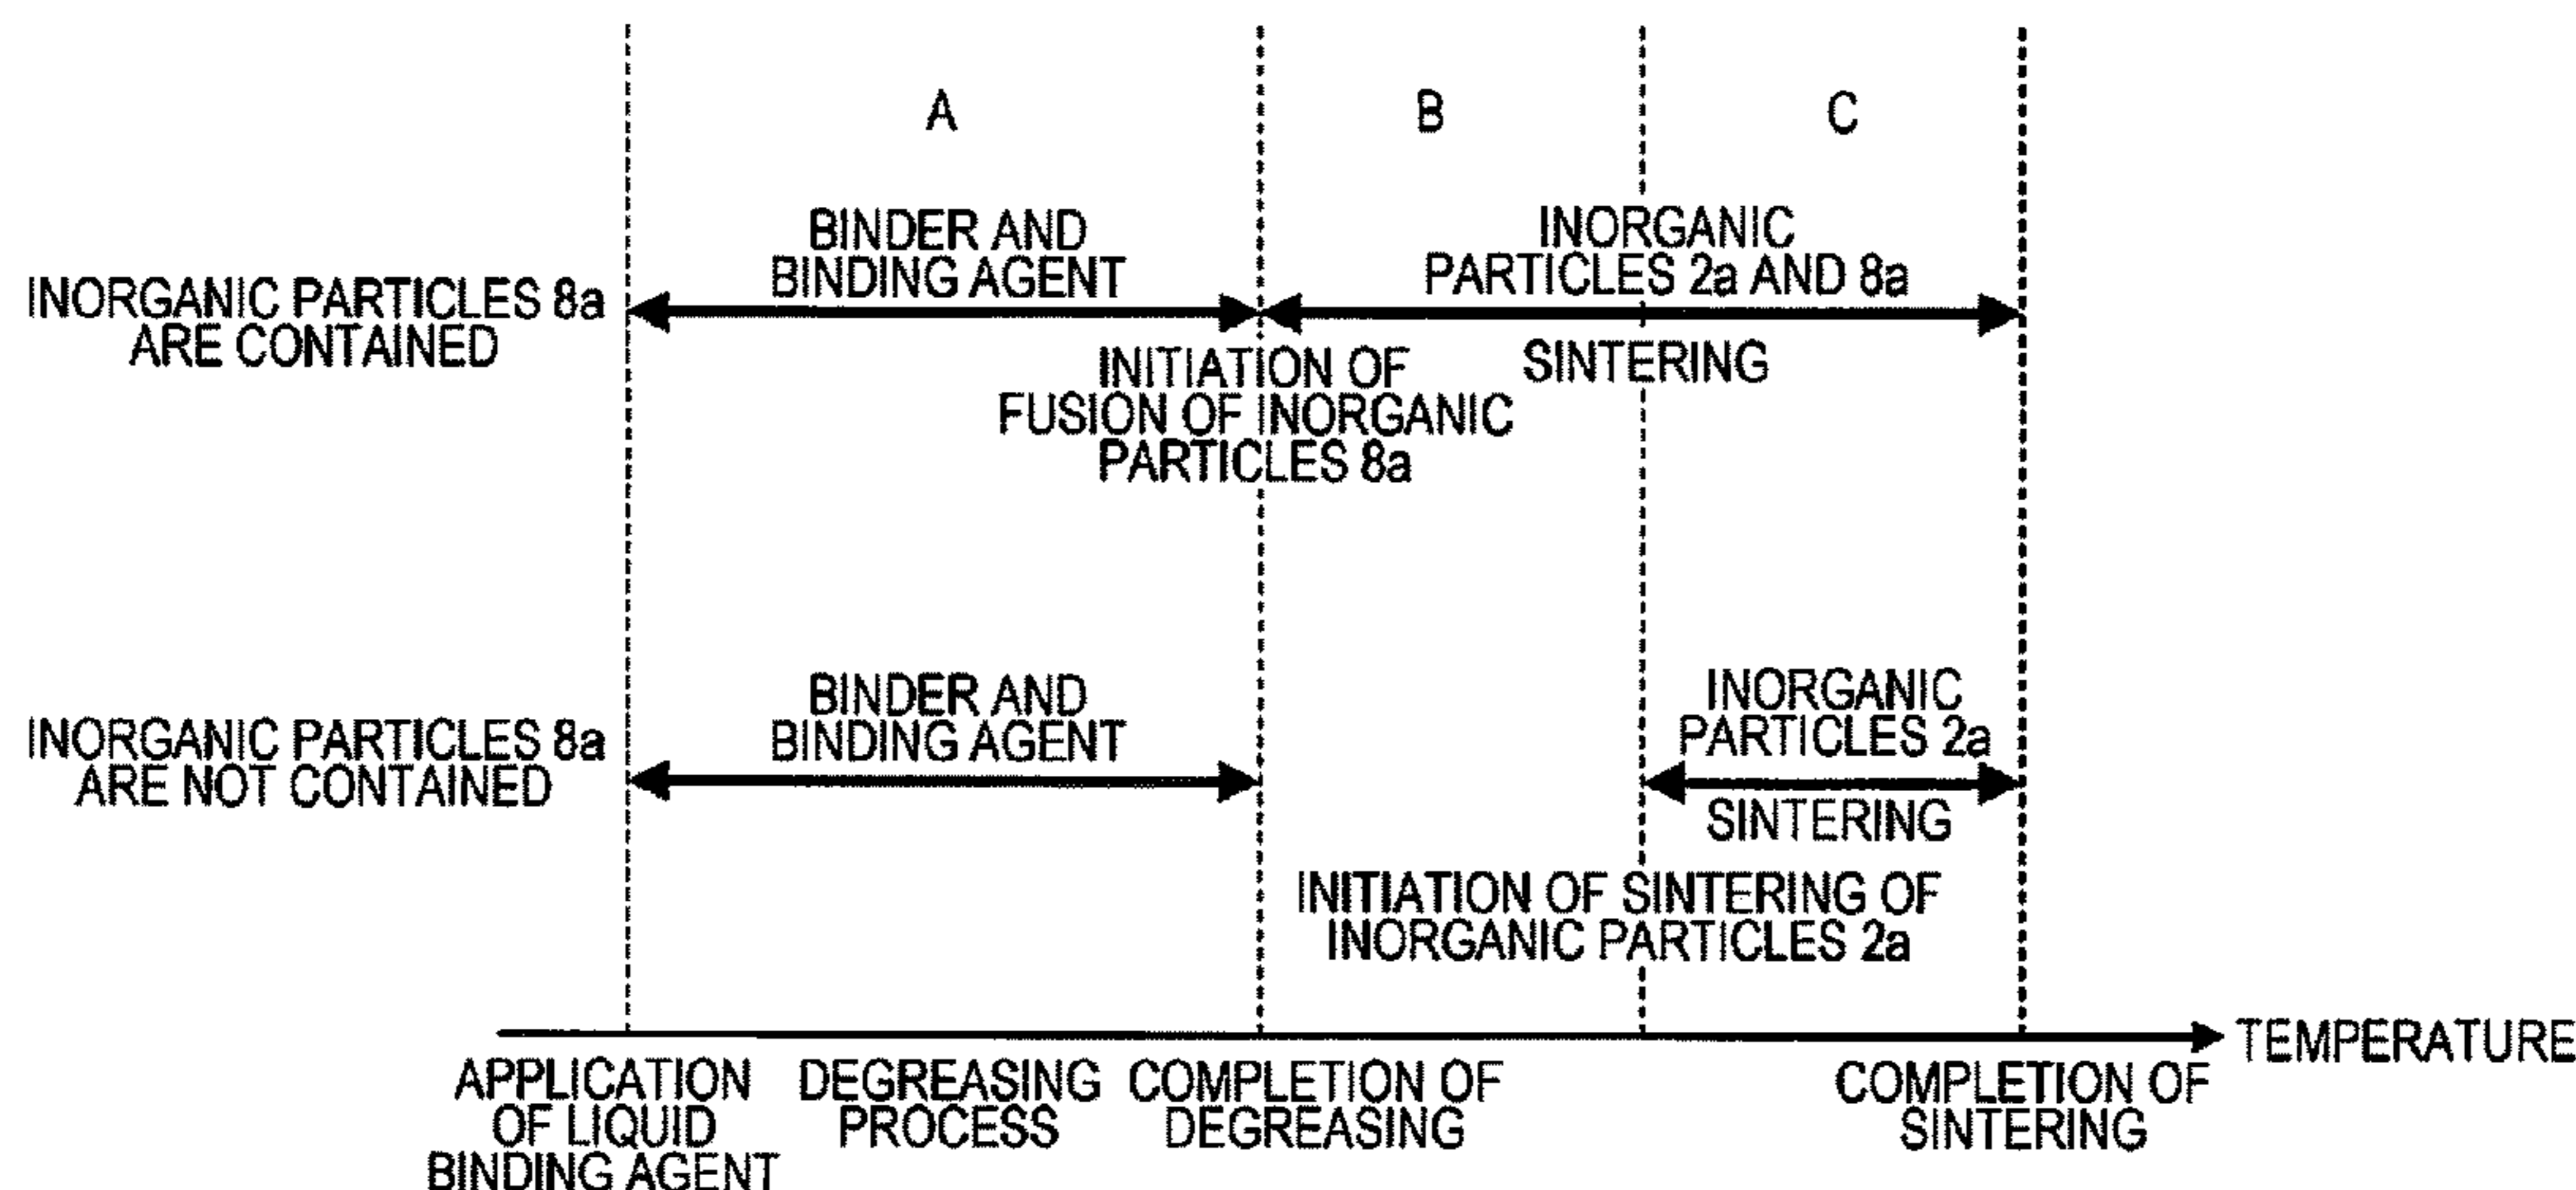 A
B
C
INORGANIC PARTICLES 8a
ARE CONTAINED
BINDER AND
BINDING AGENT
INORGANIC
PARTICLES 2a AND 8a
INITIATION OF
FUSION OF INORGANIC
PARTICLES 8a
SINTERING
INORGANIC PARTICLES 8a
ARE NOT CONTAINED
BINDER AND
BINDING AGENT
INORGANIC
PARTICLES 2a
SINTERING
INITIATION OF SINTERING OF
INORGANIC PARTICLES 2a
TEMPERATURE
APPLICATION
OF LIQUID
BINDING AGENT
DEGREASING
PROCESS
COMPLETION OF
DEGREASING
COMPLETION OF
SINTERING